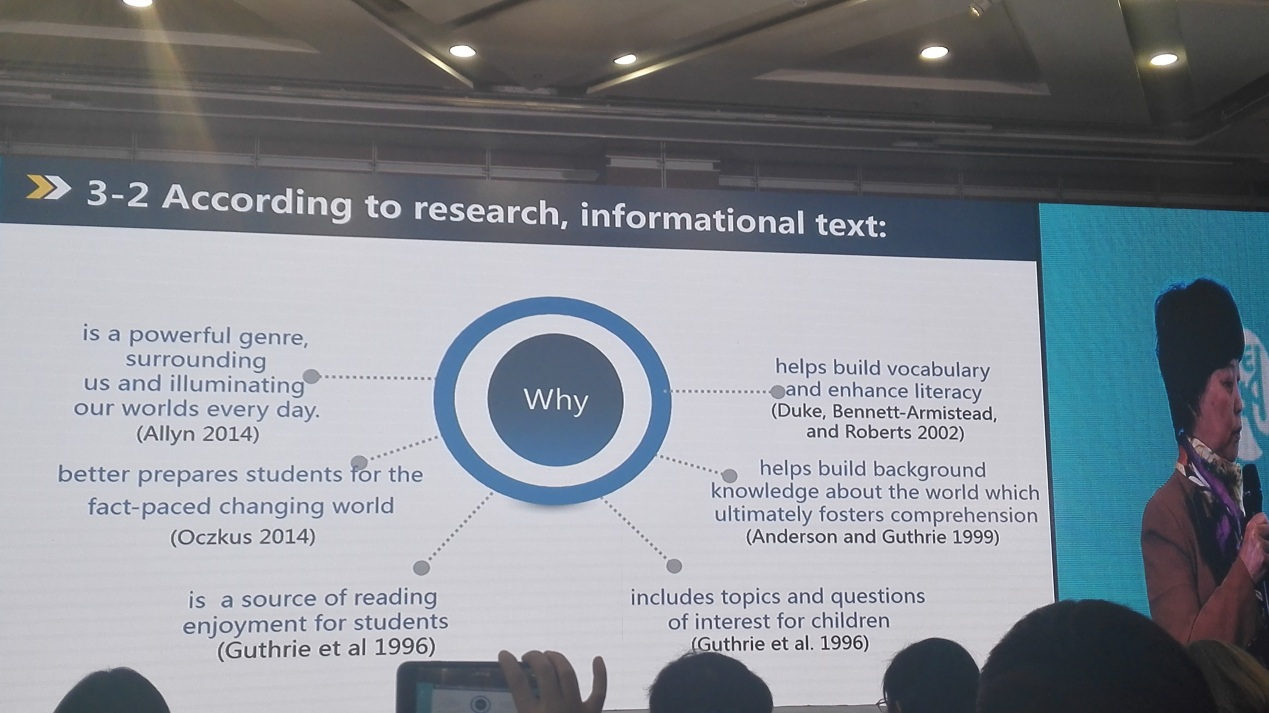 3-2 According to research, informational text:
is a powerful genre,
surrounding
us and illuminating
our worlds every day.
(Allyn 2014)
better prepares students for the
fact-paced changing world
(Oczkus 2014)
is a source of reading
enjoyment for students
(Guthrie et al 1996)
Why
helps build vocabulary
and enhance literacy
(Duke, Bennett-Armistead,
and Roberts 2002)
helps build background
knowledge about the world which
ultimately fosters comprehension
(Anderson and Guthrie 1999)
includes topics and questions
of interest for children
(Guthrie et al. 1996)